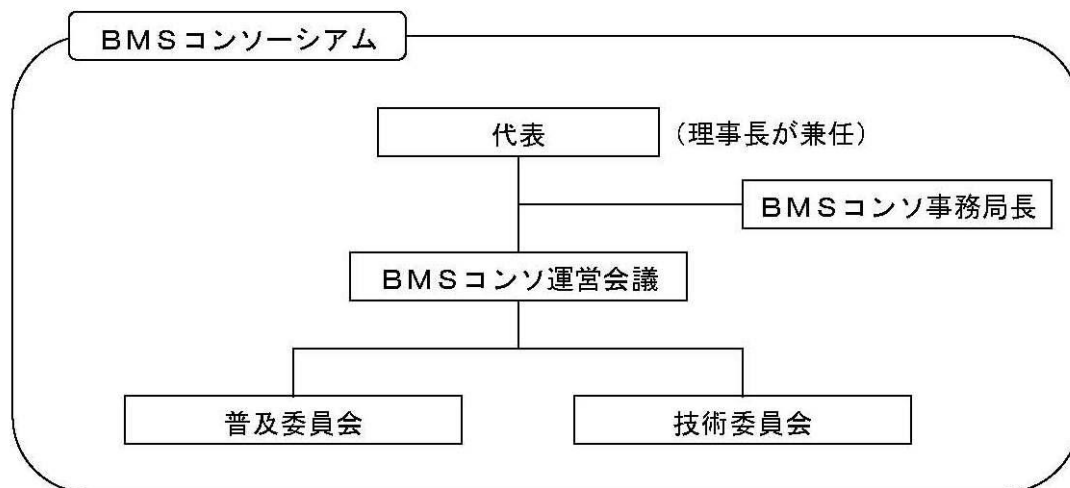 BMSコンソーシアム
代表
(理事長が兼任)
BMSコンソ事務局長
BMSコンソ運営会議
普及委員会
技術委員会